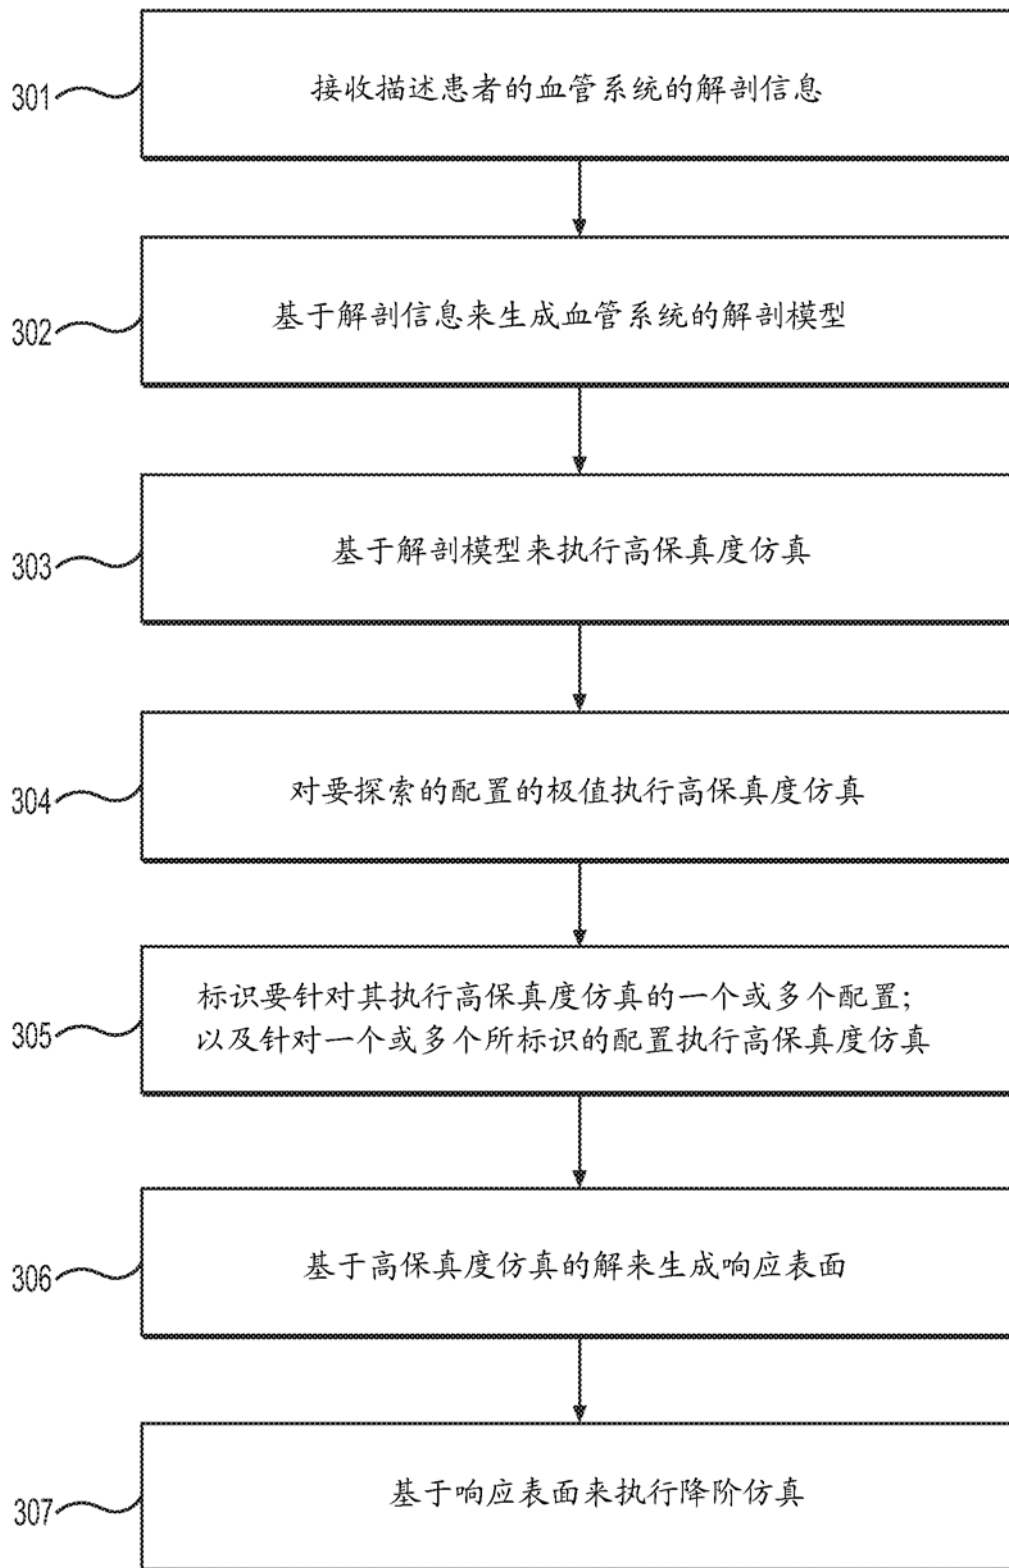 301
接收描述患者的血管系统的解剖信息
302
基于解剖信息来生成血管系统的解剖模型
303
基于解剖模型来执行高保真度仿真
304
对要探索的配置的极值执行高保真度仿真
305
标识要针对其执行高保真度仿真的一个或多个配置;
以及针对一个或多个所标识的配置执行高保真度仿真
306
基于高保真度仿真的解来生成响应表面
307
基于响应表面来执行降阶仿真